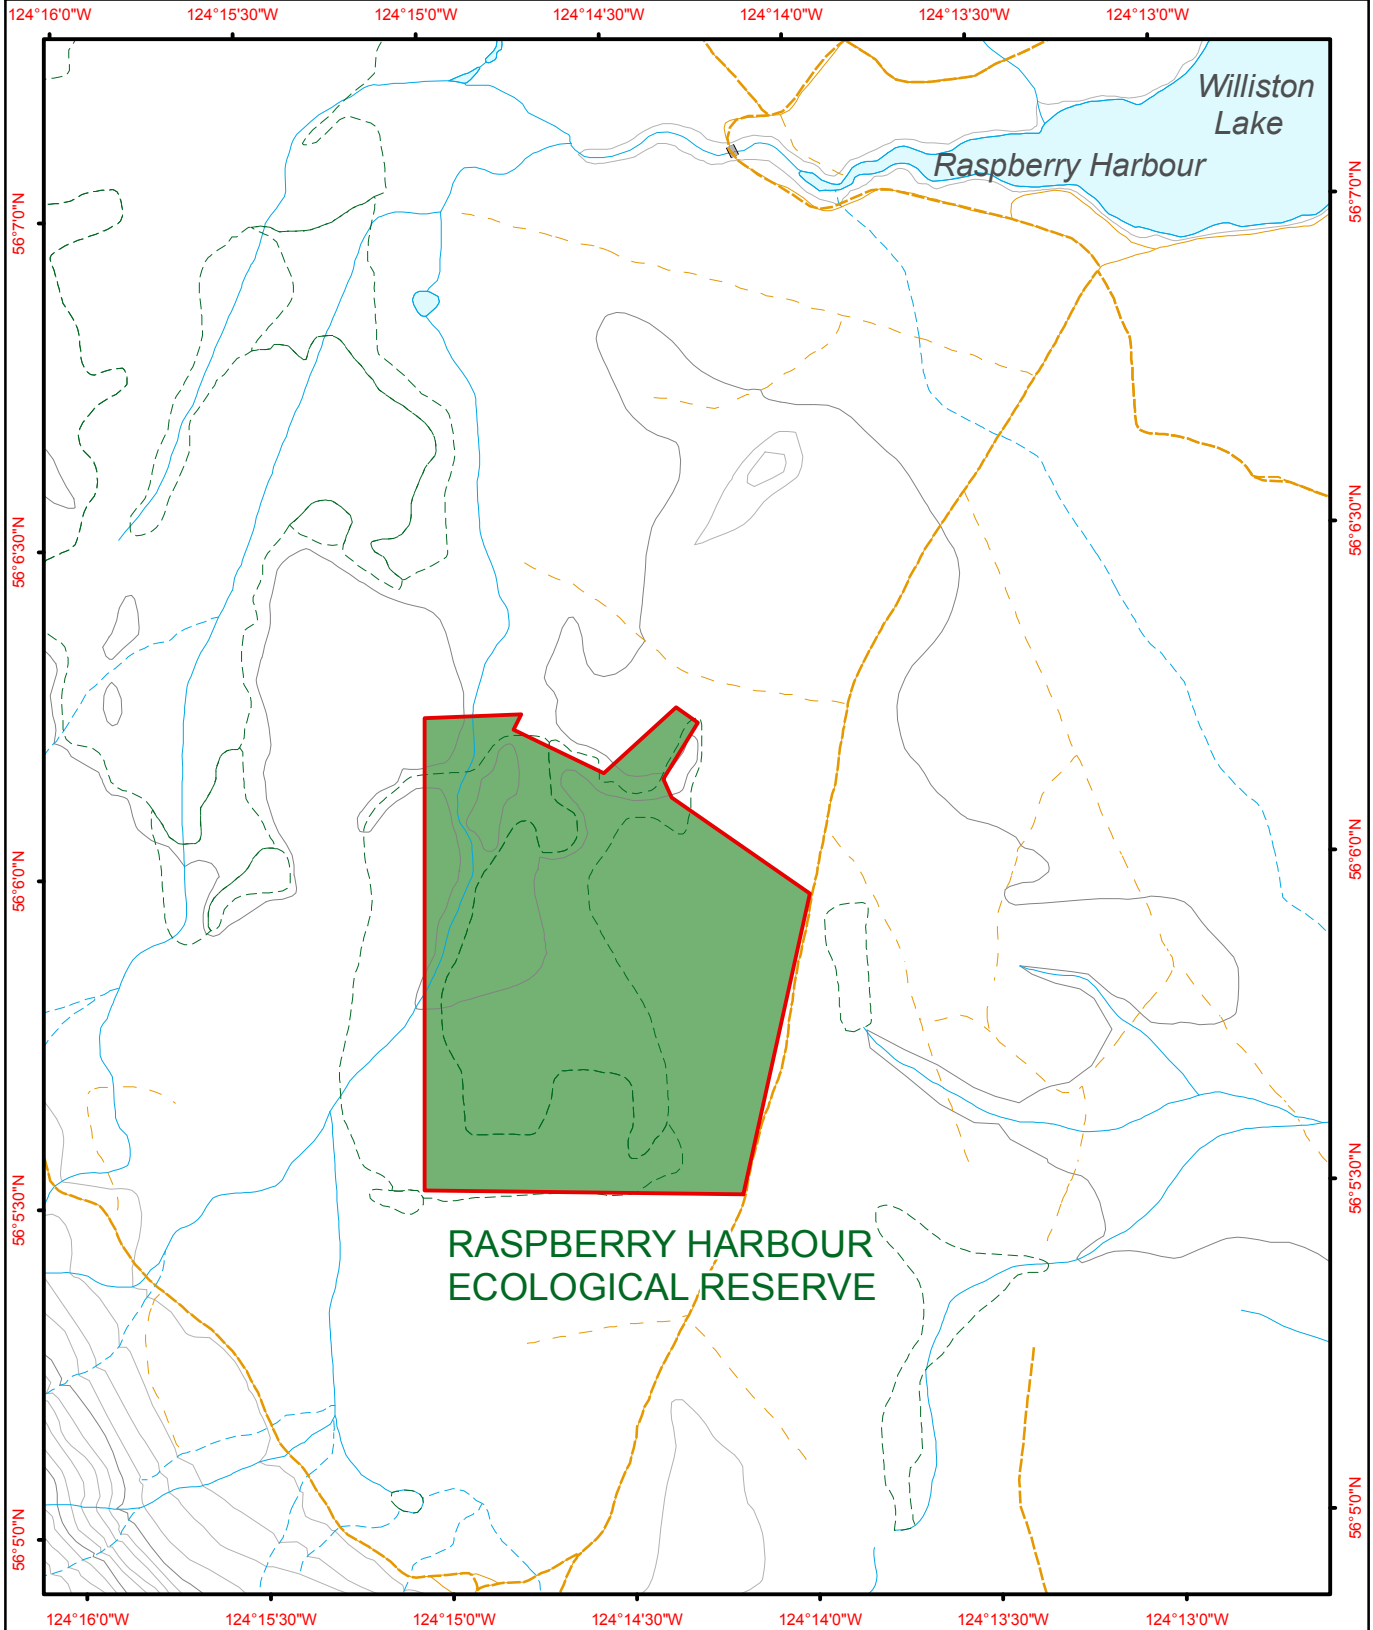 124°16'0"W 124°15'30"W 124°15'0"W 124°14'30"W 124°14'0"W 124°13'30"W 124°13'0"W
Williston
Lake
Raspberry Harbour
56°7'0"N 56°7'0"N
56°6'30"N 56°6'30"N
56°6'0"N 56°6'0"N
56°5'30"N 56°5'30"N
RASPBERRY HARBOUR
ECOLOGICAL RESERVE
56°5'0"N 56°5'0"N
124°16'0"W 124°15'30"W 124°15'0"W 124°14'30"W 124°14'0"W 124°13'30"W 124°13'0"W